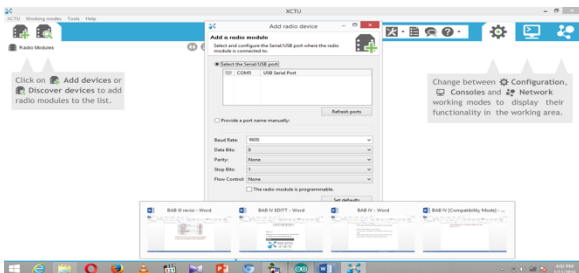 XCTU
XCTU Working modes Tools Help
Radio Modules
Click on Add devices or
Discover devices to add
radio modules to the list.
Add radio device
Add a radio module
Select and configure the Serial/USB port where the radio
module is connected to.
Select the Serial/USB port:
COM5 USB Serial Port
Refresh ports
Provide a port name manually:
Baud Rate: 9600
Data Bits: 8
Parity: None
Stop Bits: 1
Flow Control: None
The radio module is programmable.
Set defaults
Change between Configuration,
Consoles and Network
working modes to display their
functionality in the working area.
BAB III revisi - Word
BAB IV EDITT - Word
BAB IV - Word
BAB IV [Compatibility Mode] -